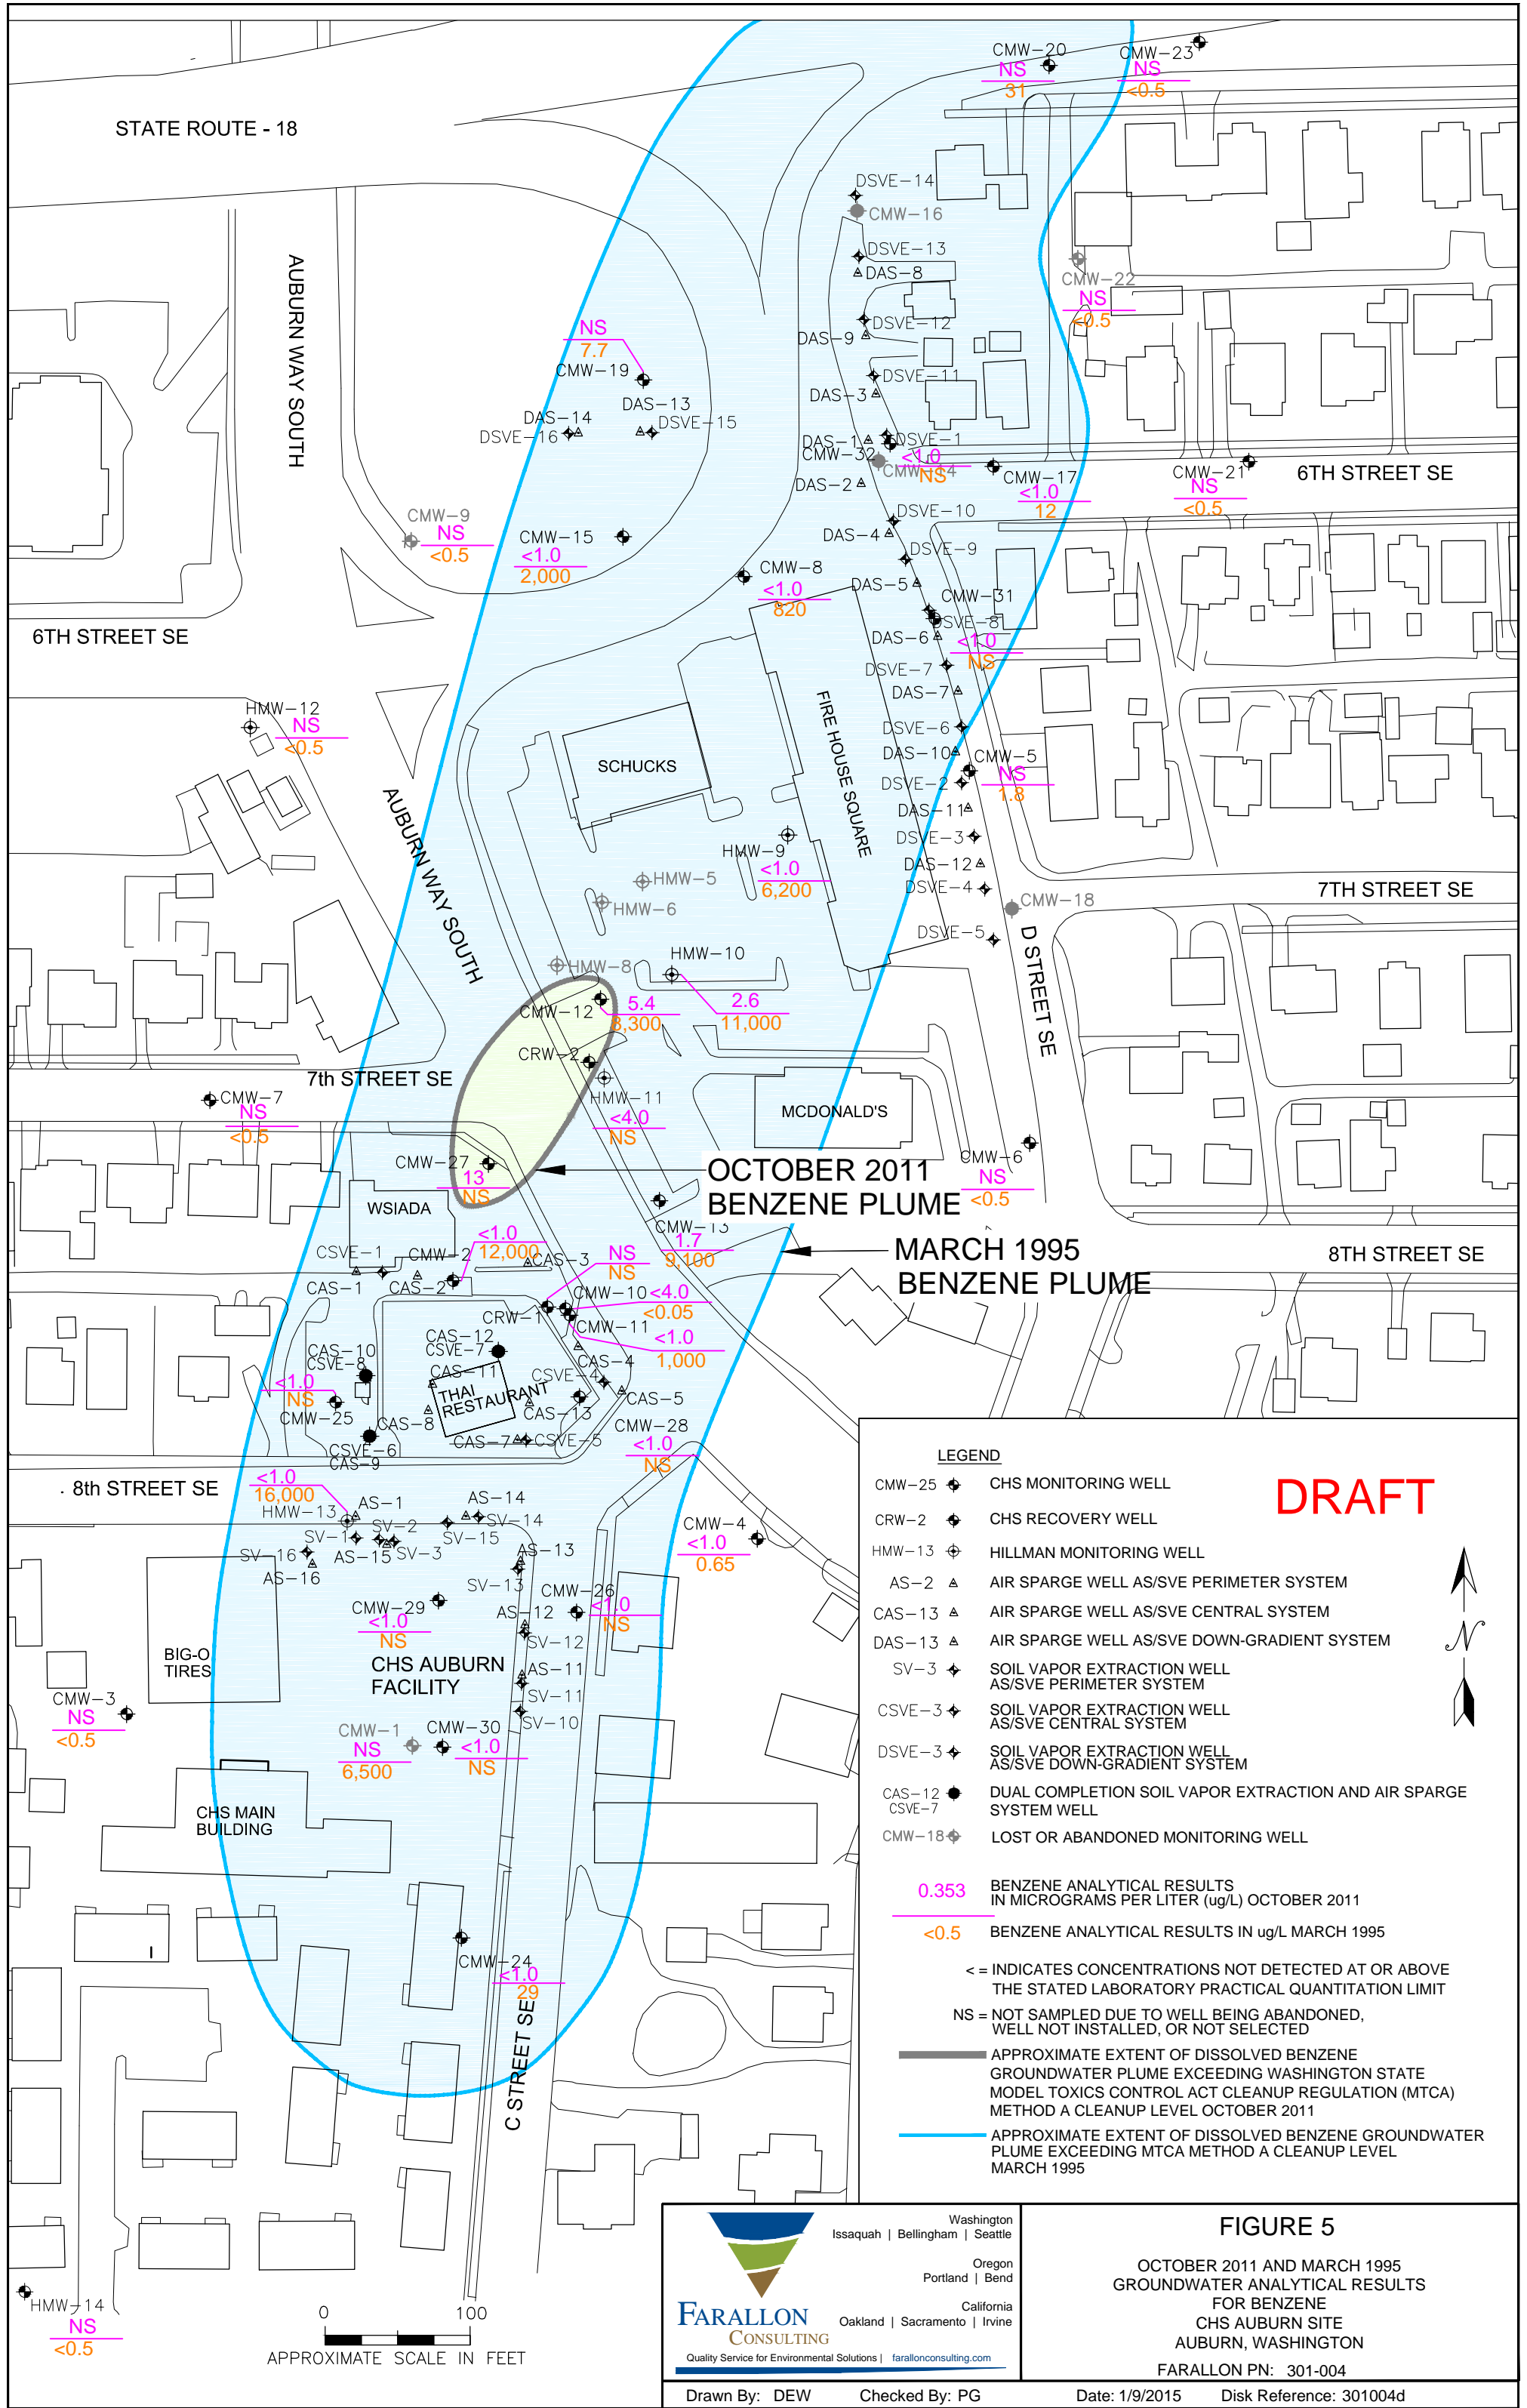 CMW-20
NS
31
CMW-23
NS
<0.5
STATE ROUTE - 18
DSVE-14
CMW-16
AUBURN WAY SOUTH
DSVE-13
DAS-8
CMW-22
NS
<0.5
DSVE-12
DAS-9
NS
7.7
CMW-19
DSVE-11
DAS-3
DAS-13
DAS-14
DSVE-15
DSVE-16
DAS-1
DSVE-1
CMW-32
<1.0
NS
DAS-2
CMW-17
<1.0
12
CMW-21
NS
<0.5
6TH STREET SE
CMW-9
NS
<0.5
CMW-15
<1.0
2,000
DSVE-10
DAS-4
DSVE-9
CMW-8
<1.0
820
DAS-5
CMW-31
DSVE-8
<1.0
NS
DAS-6
6TH STREET SE
DSVE-7
DAS-7
HMW-12
NS
<0.5
FIRE HOUSE SQUARE
DSVE-6
DAS-10
CMW-5
NS
1.8
SCHUCKS
DSVE-2
DAS-11
AUBURN WAY SOUTH
DSVE-3
HMW-9
<1.0
6,200
DAS-12
DSVE-4
HMW-5
HMW-6
7TH STREET SE
CMW-18
DSVE-5
D STREET SE
HMW-8
HMW-10
2.6
11,000
CMW-12
5.4
8,300
CRW-2
7th STREET SE
HMW-11
<4.0
NS
CMW-7
NS
<0.5
MCDONALD'S
CMW-6
NS
<0.5
CMW-27
13
NS
OCTOBER 2011
BENZENE PLUME
WSIADA
CMW-13
1.7
9,100
MARCH 1995
BENZENE PLUME
8TH STREET SE
CSVE-1
CMW-2
<1.0
12,000
CAS-3
NS
NS
CAS-1
CAS-2
CMW-10
<4.0
<0.05
CRW-1
CMW-11
<1.0
1,000
CAS-12
CSVE-7
CAS-10
CSVE-8
CAS-4
CAS-11
CSVE-4
<1.0
NS
THAI
RESTAURANT
CAS-5
CMW-25
CAS-8
CAS-13
CMW-28
<1.0
NS
CSVE-6
CAS-9
CAS-7
CSVE-5
8th STREET SE
<1.0
16,000
HMW-13
AS-1
AS-14
SV-14
SV-1
SV-2
SV-15
CMW-4
<1.0
0.65
SV-16
AS-15
SV-3
AS-13
AS-16
SV-13
CMW-26
<1.0
NS
CMW-29
<1.0
NS
AS-12
SV-12
BIG-O
TIRES
CHS AUBURN
FACILITY
AS-11
SV-11
CMW-3
NS
<0.5
SV-10
CMW-1
NS
6,500
CMW-30
<1.0
NS
CHS MAIN
BUILDING
CMW-24
<1.0
29
C STREET SE
HMW-14
NS
<0.5
0
100
APPROXIMATE SCALE IN FEET
LEGEND
DRAFT
CMW-25 CHS MONITORING WELL
CRW-2 CHS RECOVERY WELL
HMW-13 HILLMAN MONITORING WELL
AS-2 AIR SPARGE WELL AS/SVE PERIMETER SYSTEM
CAS-13 AIR SPARGE WELL AS/SVE CENTRAL SYSTEM
DAS-13 AIR SPARGE WELL AS/SVE DOWN-GRADIENT SYSTEM
SV-3 SOIL VAPOR EXTRACTION WELL
AS/SVE PERIMETER SYSTEM
CSVE-3 SOIL VAPOR EXTRACTION WELL
AS/SVE CENTRAL SYSTEM
DSVE-3 SOIL VAPOR EXTRACTION WELL
AS/SVE DOWN-GRADIENT SYSTEM
CAS-12 DUAL COMPLETION SOIL VAPOR EXTRACTION AND AIR SPARGE
CSVE-7 SYSTEM WELL
CMW-18 LOST OR ABANDONED MONITORING WELL
N
0.353 BENZENE ANALYTICAL RESULTS
IN MICROGRAMS PER LITER (ug/L) OCTOBER 2011
<0.5 BENZENE ANALYTICAL RESULTS IN ug/L MARCH 1995
< = INDICATES CONCENTRATIONS NOT DETECTED AT OR ABOVE
THE STATED LABORATORY PRACTICAL QUANTITATION LIMIT
NS = NOT SAMPLED DUE TO WELL BEING ABANDONED,
WELL NOT INSTALLED, OR NOT SELECTED
APPROXIMATE EXTENT OF DISSOLVED BENZENE
GROUNDWATER PLUME EXCEEDING WASHINGTON STATE
MODEL TOXICS CONTROL ACT CLEANUP REGULATION (MTCA)
METHOD A CLEANUP LEVEL OCTOBER 2011
APPROXIMATE EXTENT OF DISSOLVED BENZENE GROUNDWATER
PLUME EXCEEDING MTCA METHOD A CLEANUP LEVEL
MARCH 1995
FARALLON
CONSULTING
Washington
Issaquah | Bellingham | Seattle
Oregon
Portland | Bend
California
Oakland | Sacramento | Irvine
Quality Service for Environmental Solutions | farallonconsulting.com
FIGURE 5
OCTOBER 2011 AND MARCH 1995
GROUNDWATER ANALYTICAL RESULTS
FOR BENZENE
CHS AUBURN SITE
AUBURN, WASHINGTON
FARALLON PN: 301-004
Drawn By: DEW Checked By: PG Date: 1/9/2015 Disk Reference: 301004d